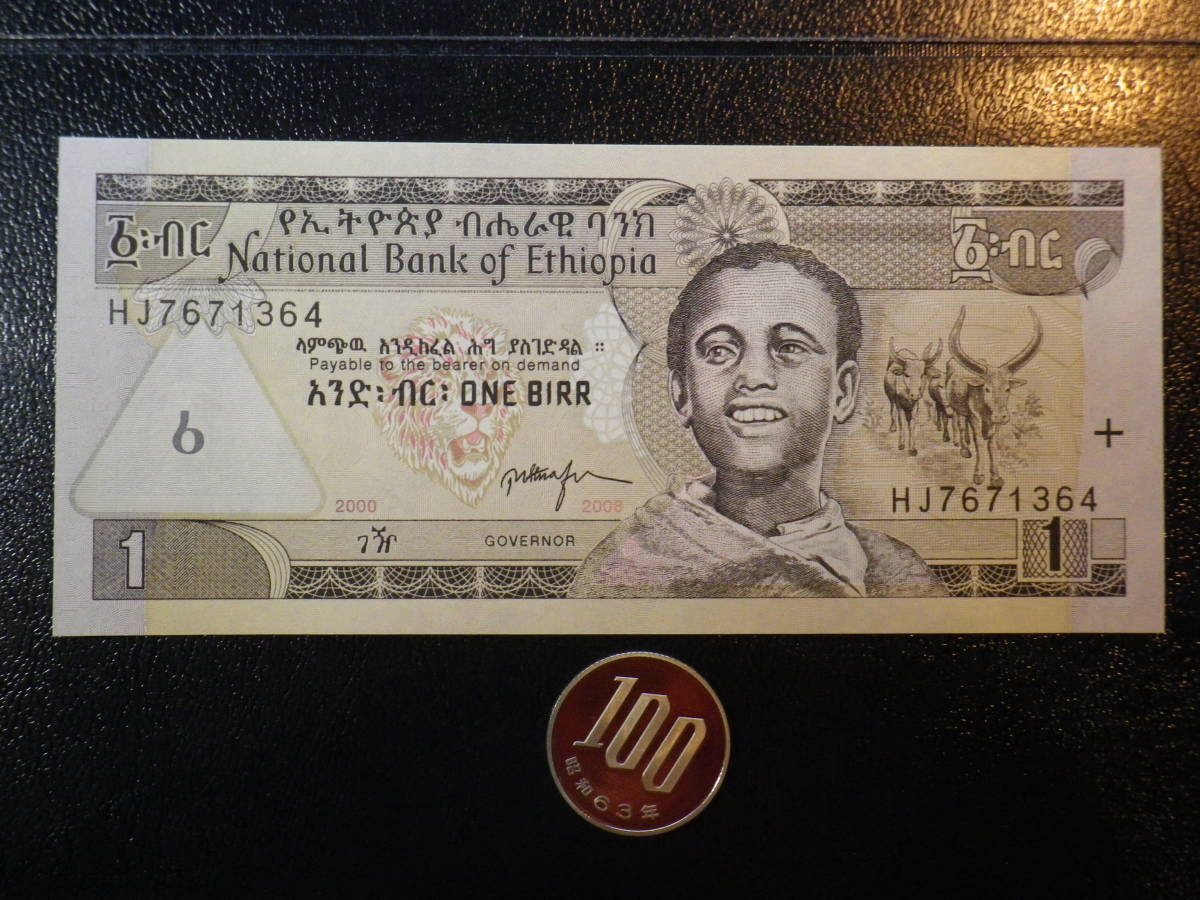 ፩፡ብር
የኢትዮጵያ ብሔራዊ ባንክ
፩፡ብር
National Bank of Ethiopia
HJ7671364
ላምጭዉ እንዲከፈል ሕግ ያስገድዳል ።
Payable to the bearer on demand
አንድ፡ ብር፡ ONE BIRR
2000 2008
HJ7671364
1
ገዥ GOVERNOR
1
100
昭和63年